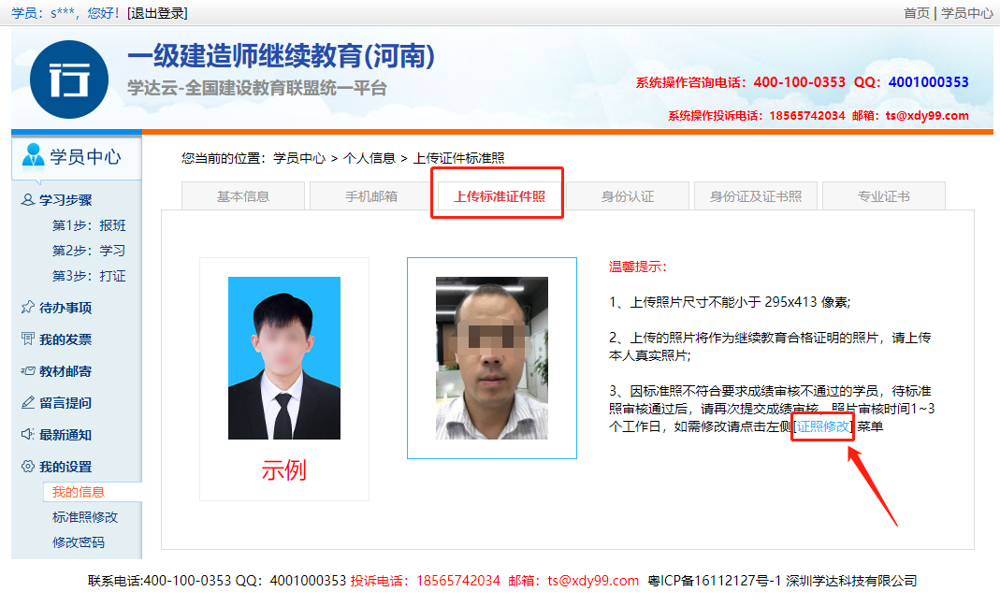 学员：s***，您好！[退出登录]
首页 | 学员中心
一级建造师继续教育(河南)
学达云-全国建设教育联盟统一平台
系统操作咨询电话：400-100-0353 QQ：4001000353
系统操作投诉电话：18565742034 邮箱：ts@xdy99.com
学员中心
学习步骤
第1步：报班
第2步：学习
第3步：打证
待办事项
我的发票
教材邮寄
留言提问
最新通知
我的设置
我的信息
标准照修改
修改密码
您当前的位置：学员中心 > 个人信息 > 上传证件标准照
基本信息
手机邮箱
上传标准证件照
身份认证
身份证及证书照
专业证书
示例
温馨提示：
1、上传照片尺寸不能小于 295x413 像素;
2、上传的照片将作为继续教育合格证明的照片，请上传
本人真实照片;
3、因标准照不符合要求成绩审核不通过的学员，待标准
照审核通过后，请再次提交成绩审核，照片审核时间1~3
个工作日，如需修改请点击左侧[证照修改] 菜单
联系电话:400-100-0353 QQ：4001000353 投诉电话：18565742034 邮箱：ts@xdy99.com 粤ICP备16112127号-1 深圳学达科技有限公司